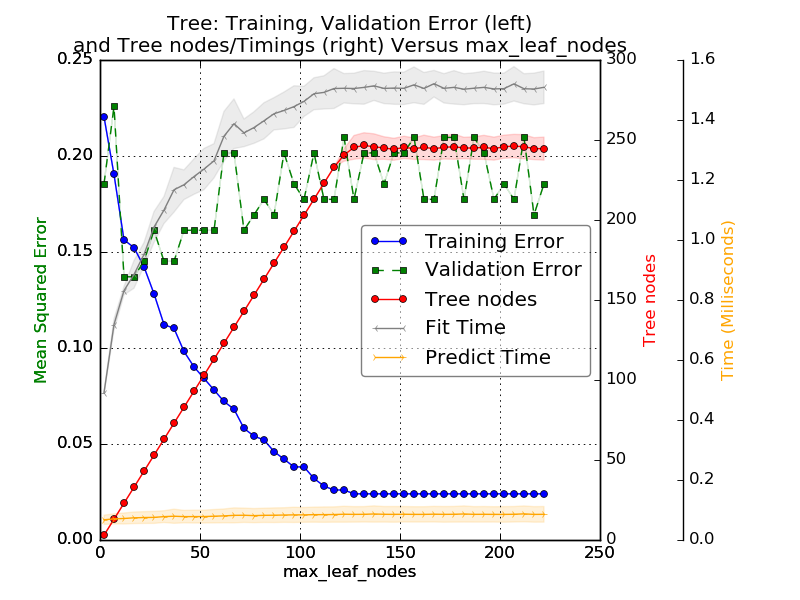 Tree: Training, Validation Error (left)
and Tree nodes/Timings (right) Versus max_leaf_nodes
0.25
0.20
0.15
0.10
0.05
0.00
Mean Squared Error
0
50
100
150
200
250
max_leaf_nodes
300
250
200
150
100
50
0
Tree nodes
1.6
1.4
1.2
1.0
0.8
0.6
0.4
0.2
0.0
Time (Milliseconds)
Training Error
Validation Error
Tree nodes
Fit Time
Predict Time